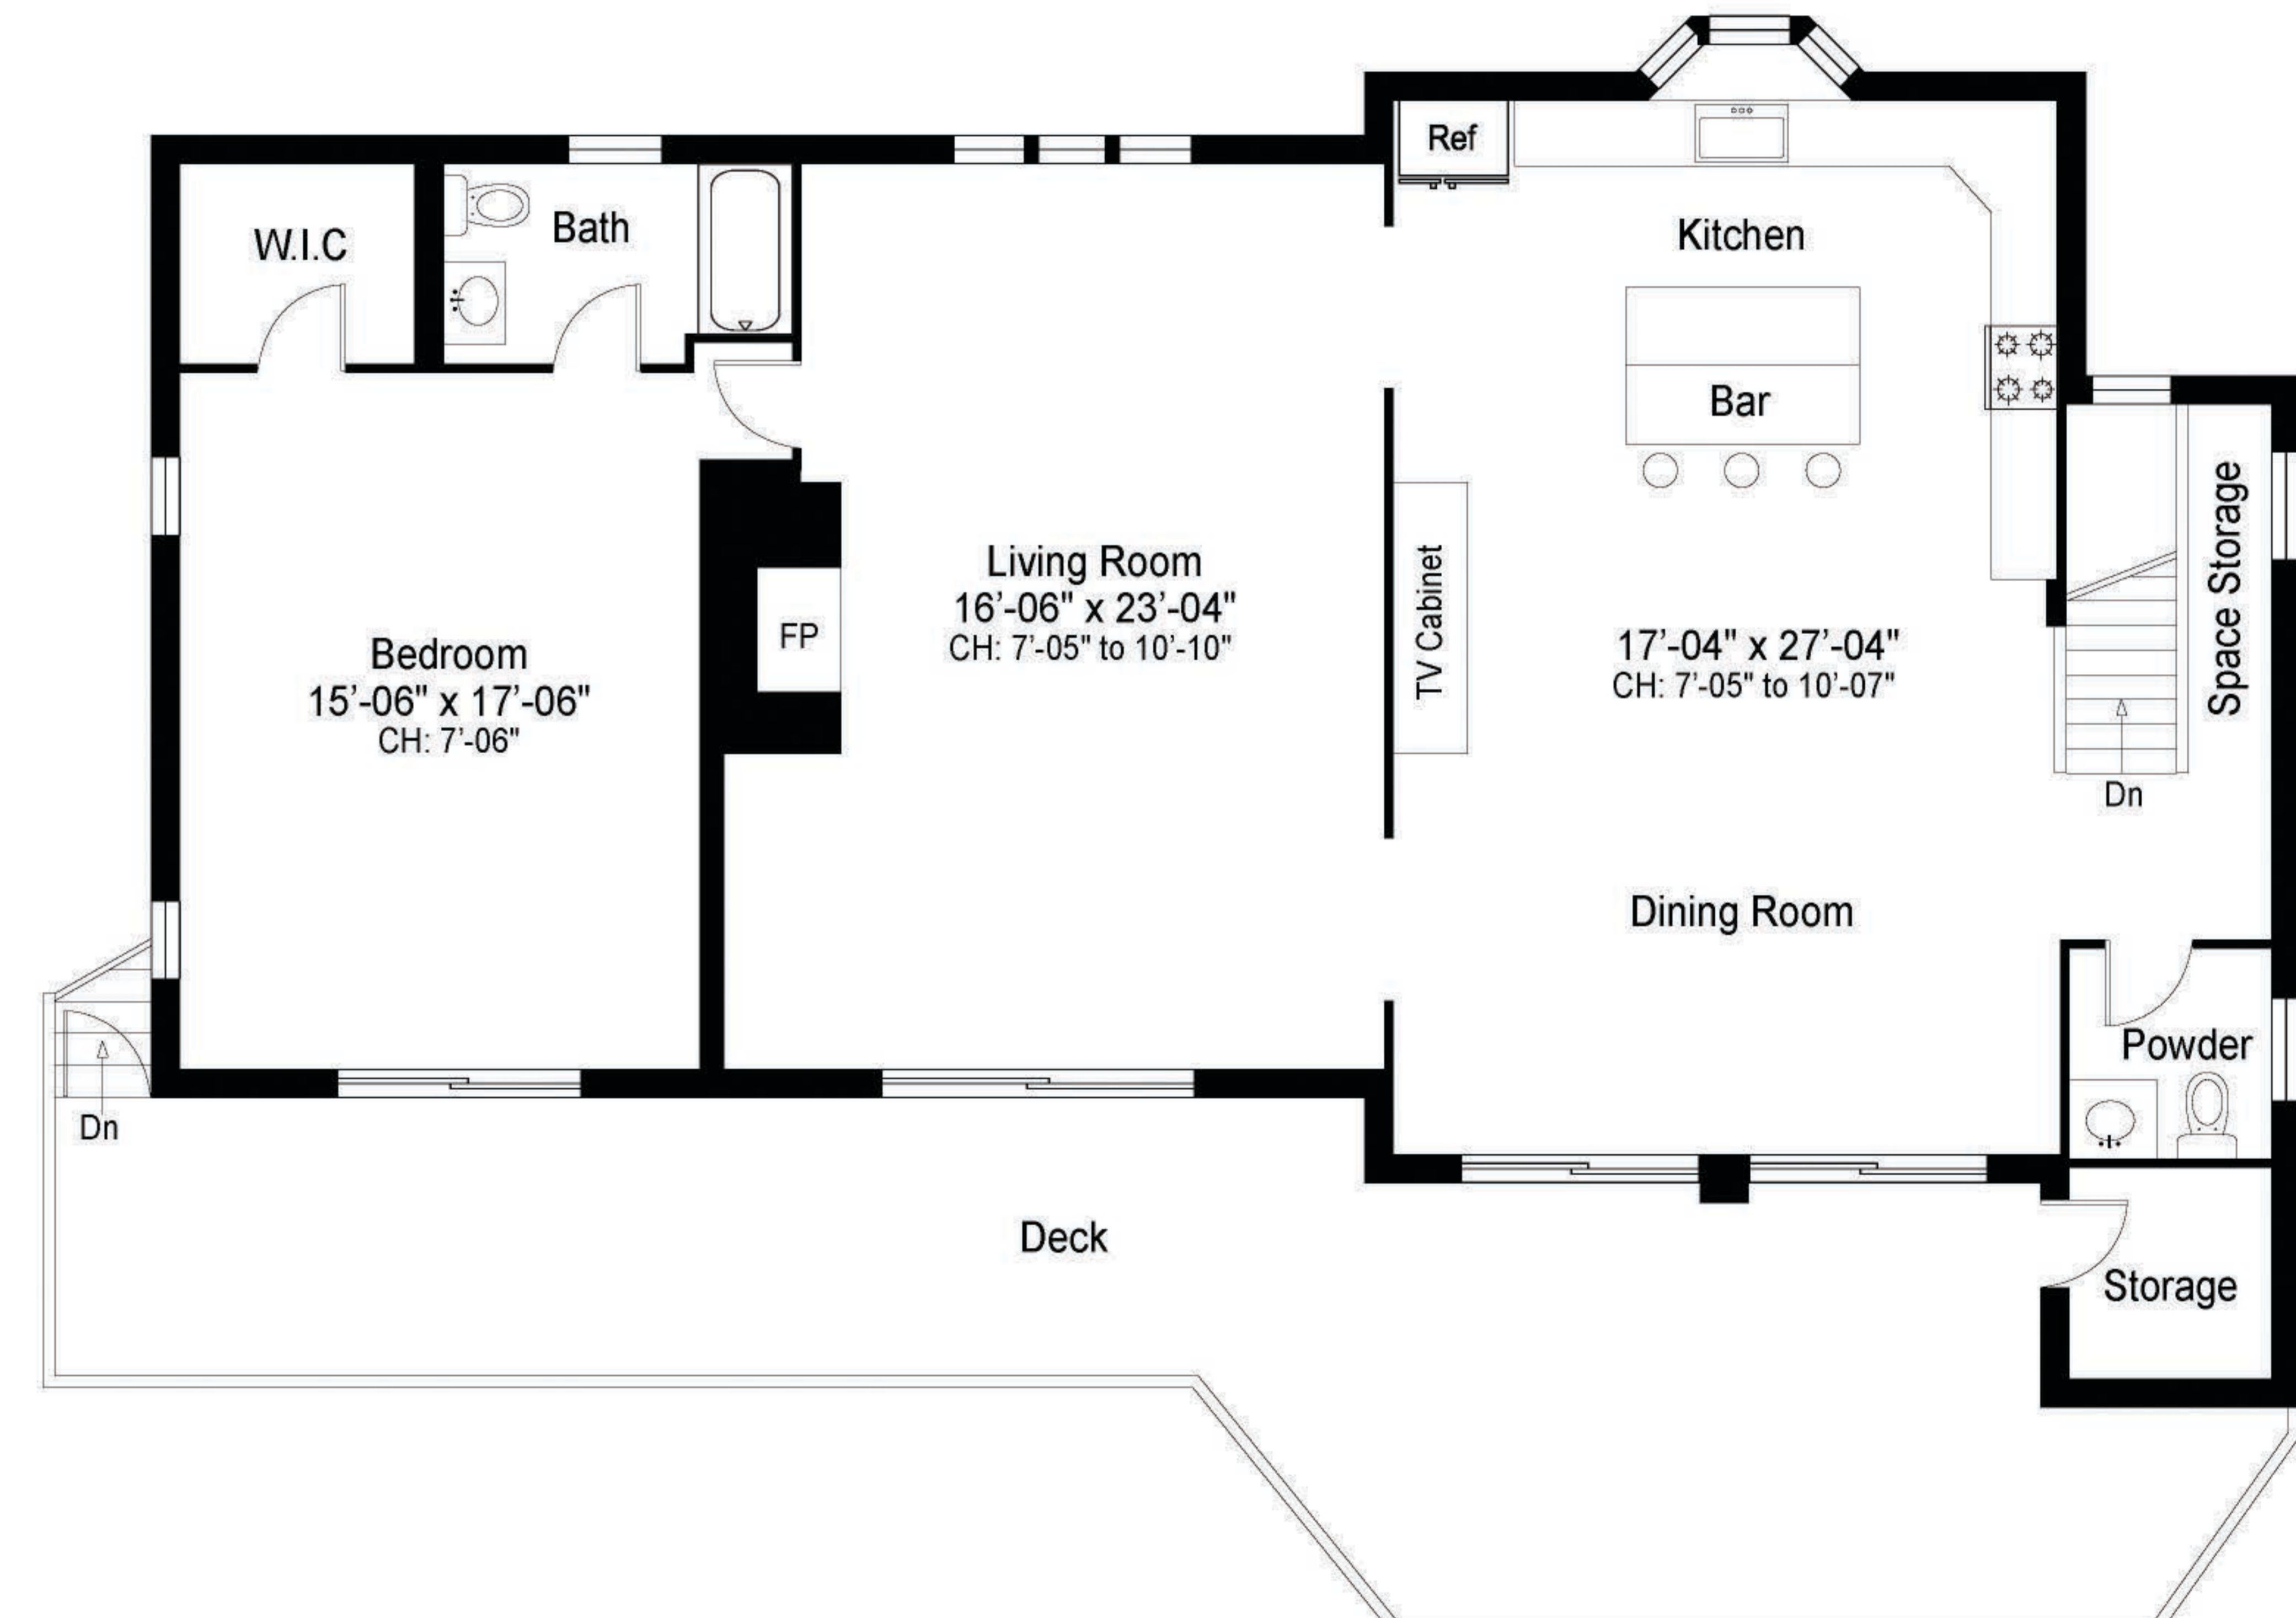 Ref
W.I.C
Bath
Kitchen
Bar
Space Storage
Living Room
16'-06" x 23'-04"
CH: 7'-05" to 10'-10"
FP
TV Cabinet
17'-04" x 27'-04"
CH: 7'-05" to 10'-07"
Bedroom
15'-06" x 17'-06"
CH: 7'-06"
Dn
Dining Room
Powder
Dn
Deck
Storage